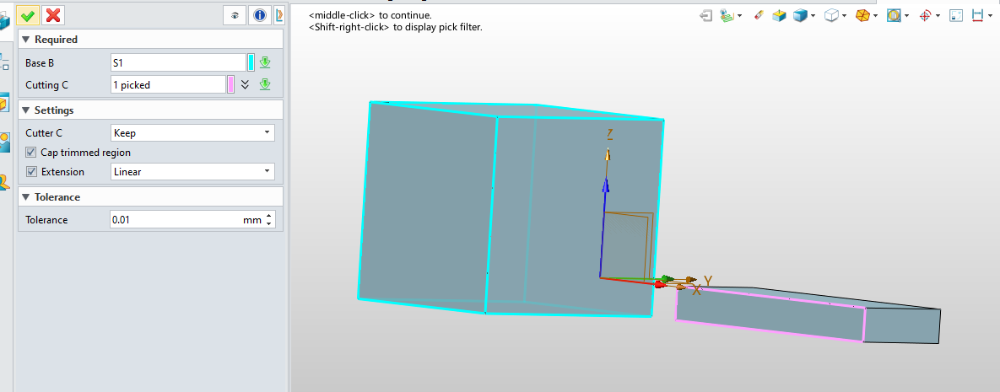 <middle-click> to continue.
<Shift-right-click> to display pick filter.
Required
Base B S1
Cutting C 1 picked
Settings
Cutter C Keep
Cap trimmed region
Extension Linear
Tolerance
Tolerance 0.01 mm
Z
Y
X